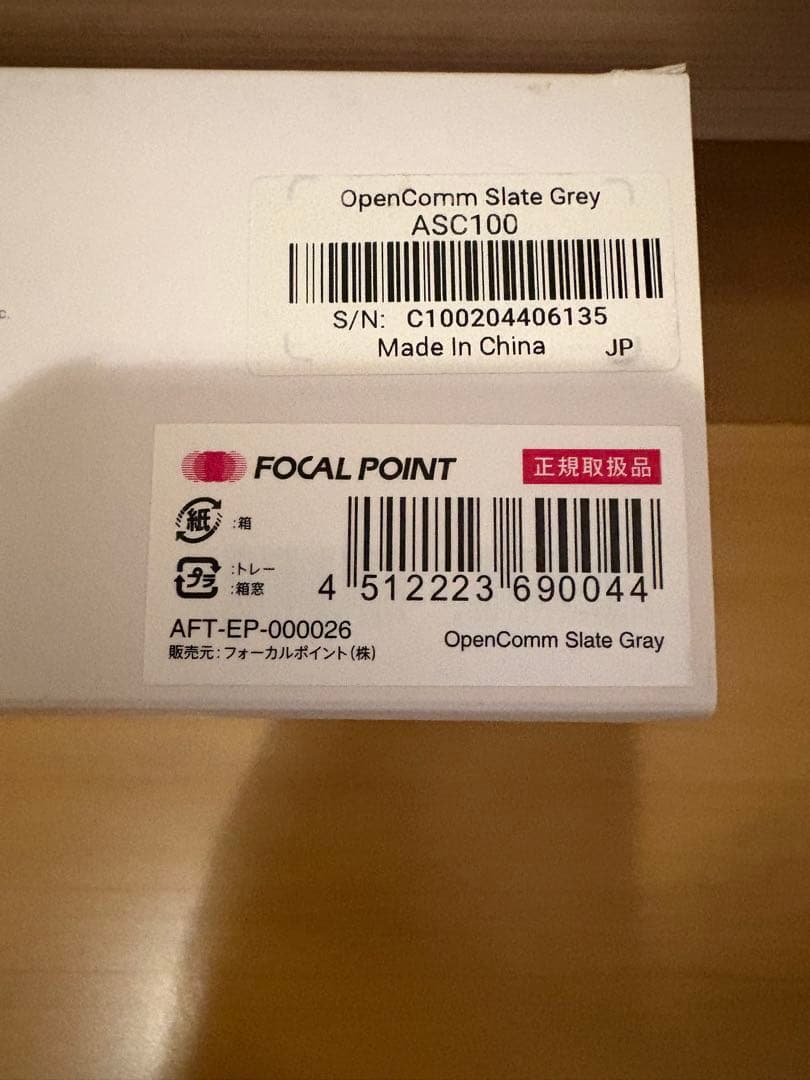 c.
OpenComm Slate Grey
ASC100
S/N: C100204406135
Made In China JP
FOCAL POINT 正規取扱品
紙 :箱
プラ :トレー
:箱窓
4 512223 690044
AFT-EP-000026
販売元:フォーカルポイント(株)
OpenComm Slate Gray